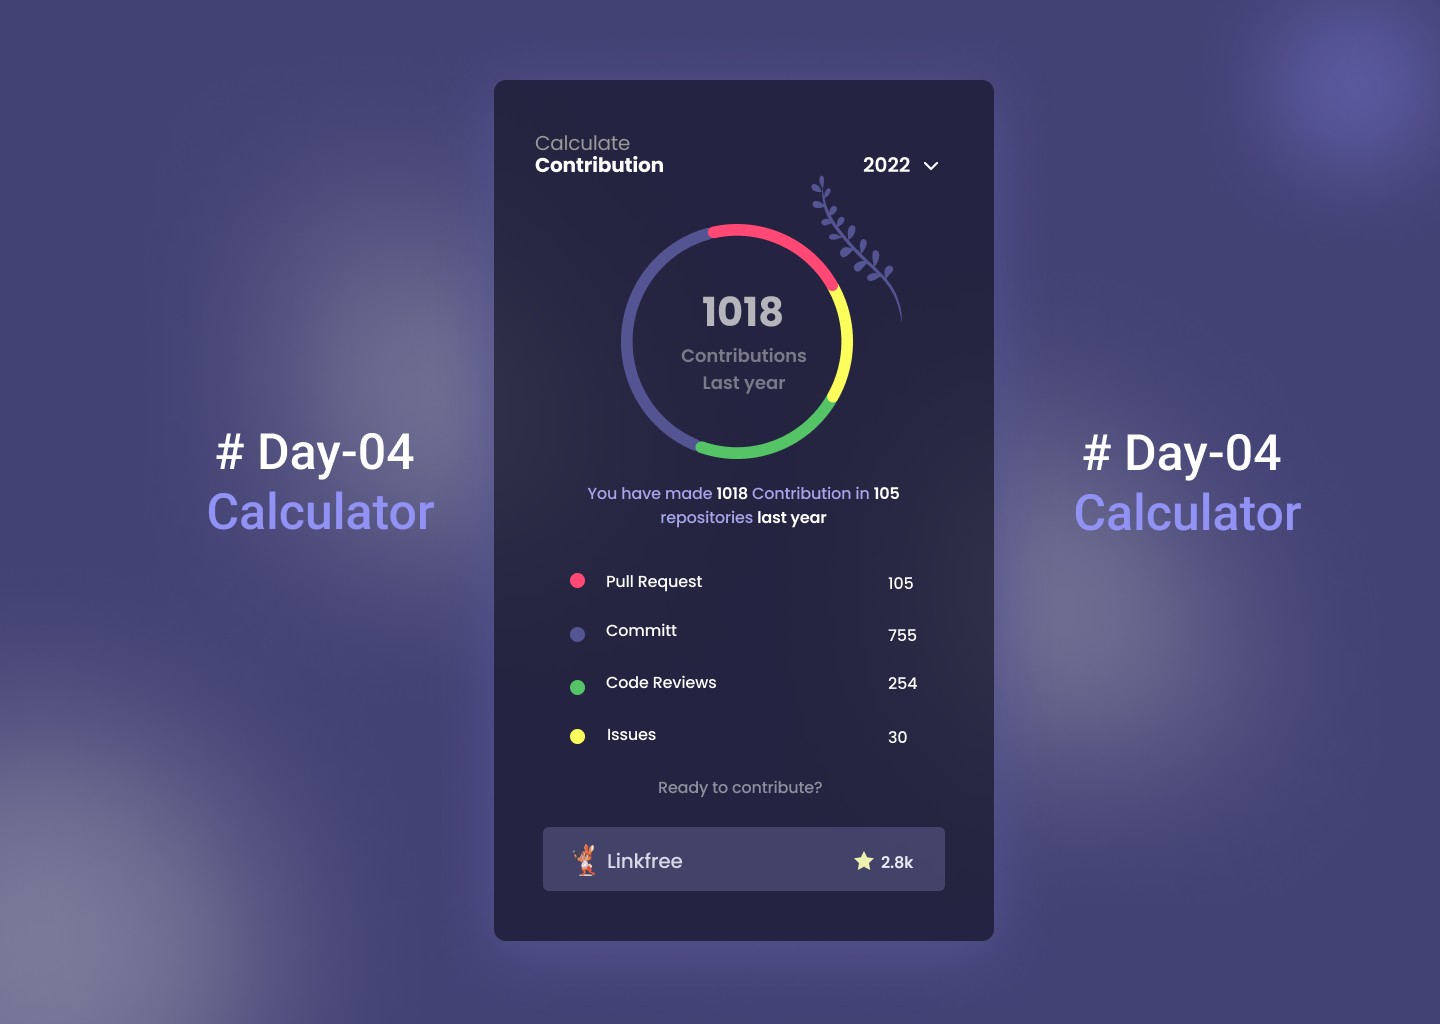 Calculate
Contribution
2022
1018
Contributions
Last year
# Day-04
Calculator
# Day-04
Calculator
You have made 1018 Contribution in 105
repositories last year
Pull Request 105
Committ 755
Code Reviews 254
Issues 30
Ready to contribute?
Linkfree 2.8k